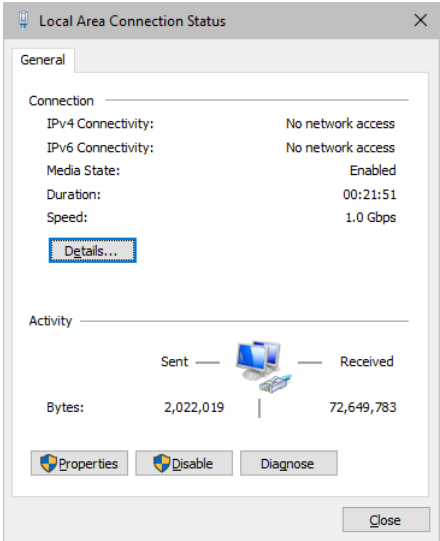 Local Area Connection Status
General
Connection
IPv4 Connectivity: No network access
IPv6 Connectivity: No network access
Media State: Enabled
Duration: 00:21:51
Speed: 1.0 Gbps
Details...
Activity
Sent Received
Bytes: 2,022,019 72,649,783
Properties Disable Diagnose
Close